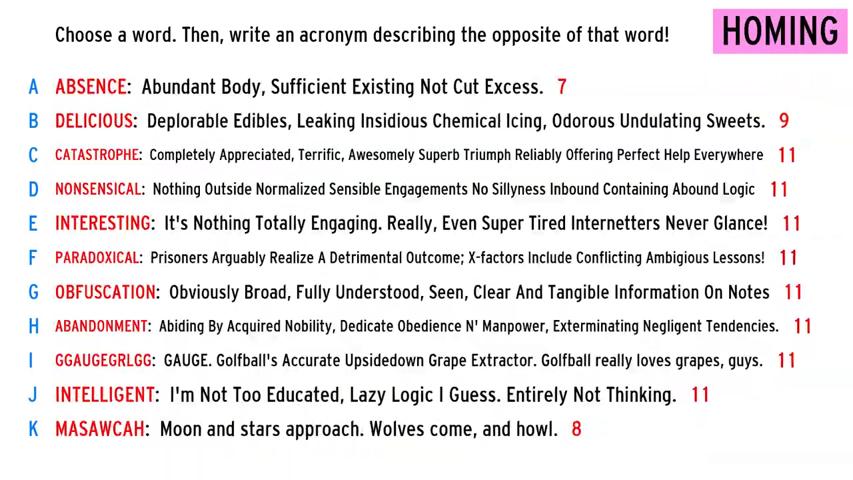 Choose a word. Then, write an acronym describing the opposite of that word!
HOMING
A ABSENCE: Abundant Body, Sufficient Existing Not Cut Excess. 7
B DELICIOUS: Deplorable Edibles, Leaking Insidious Chemical Icing, Odorous Undulating Sweets. 9
C CATASTROPHE: Completely Appreciated, Terrific, Awesomely Superb Triumph Reliably Offering Perfect Help Everywhere 11
D NONSENSICAL: Nothing Outside Normalized Sensible Engagements No Sillyness Inbound Containing Abound Logic 11
E INTERESTING: It's Nothing Totally Engaging. Really, Even Super Tired Internetters Never Glance! 11
F PARADOXICAL: Prisoners Arguably Realize A Detrimental Outcome; X-factors Include Conflicting Ambigious Lessons! 11
G OBFUSCATION: Obviously Broad, Fully Understood, Seen, Clear And Tangible Information On Notes 11
H ABANDONMENT: Abiding By Acquired Nobility, Dedicate Obedience N' Manpower, Exterminating Negligent Tendencies. 11
I GGAUGEGRLGG: GAUGE. Golfball's Accurate Upsidedown Grape Extractor. Golfball really loves grapes, guys. 11
J INTELLIGENT: I'm Not Too Educated, Lazy Logic I Guess. Entirely Not Thinking. 11
K MASAWCAH: Moon and stars approach. Wolves come, and howl. 8